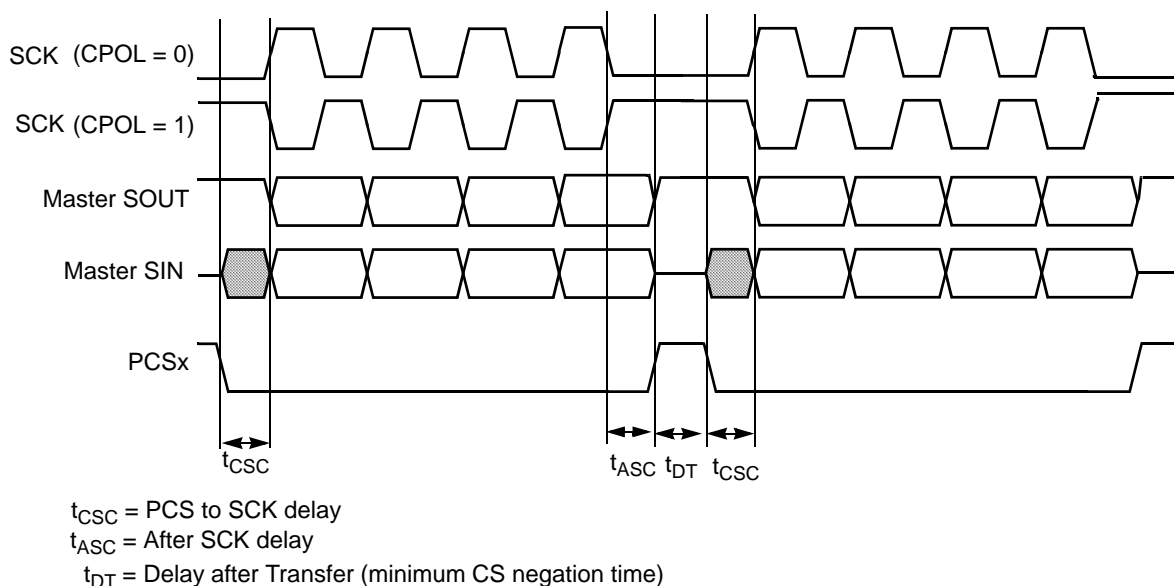 SCK (CPOL = 0)
SCK (CPOL = 1)
Master SOUT
Master SIN
PCSx
tCSC
tASC
tDT
tCSC
tCSC = PCS to SCK delay
tASC = After SCK delay
tDT = Delay after Transfer (minimum CS negation time)